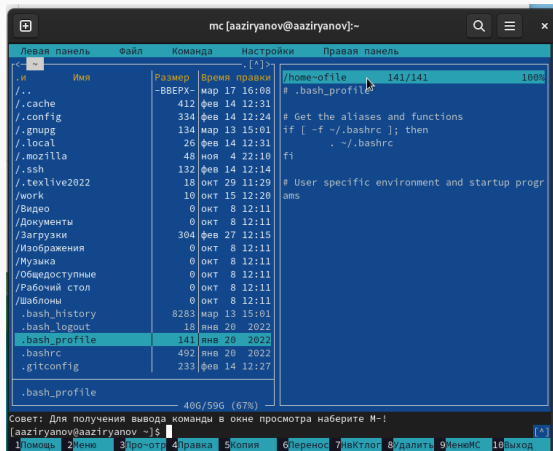 mc [aaziryanov@aaziryanov]:~
Левая панель Файл Команда Настройки Правая панель
<— ~ .[^]>
.и Имя Размер Время правки
/.. -ВВЕРХ- мар 17 16:08
/.cache 412 фев 14 12:31
/.config 334 фев 14 12:24
/.gnupg 134 мар 13 15:01
/.local 26 фев 14 12:31
/.mozilla 48 ноя 4 22:10
/.ssh 132 фев 14 12:14
/.texlive2022 18 окт 29 11:29
/work 10 окт 15 12:20
/Видео 0 окт 8 12:11
/Документы 0 окт 8 12:11
/Загрузки 304 фев 27 12:15
/Изображения 0 окт 8 12:11
/Музыка 0 окт 8 12:11
/Общедоступные 0 окт 8 12:11
/Рабочий стол 0 окт 8 12:11
/Шаблоны 0 окт 8 12:11
.bash_history 8283 мар 13 15:01
.bash_logout 18 янв 20 2022
.bash_profile 141 янв 20 2022
.bashrc 492 янв 20 2022
.gitconfig 233 фев 14 12:27
.bash_profile
40G/59G (67%)
/home~ofile 141/141 100%
# .bash_profile
# Get the aliases and functions
if [ -f ~/.bashrc ]; then
. ~/.bashrc
fi
# User specific environment and startup progr
ams
Совет: Для получения вывода команды в окне просмотра наберите M-!
[aaziryanov@aaziryanov ~]$ [^]
1Помощь 2Меню 3Про~отр 4Правка 5Копия 6Перенос 7НвКтлог 8Удалить 9МенюМС 10Выход